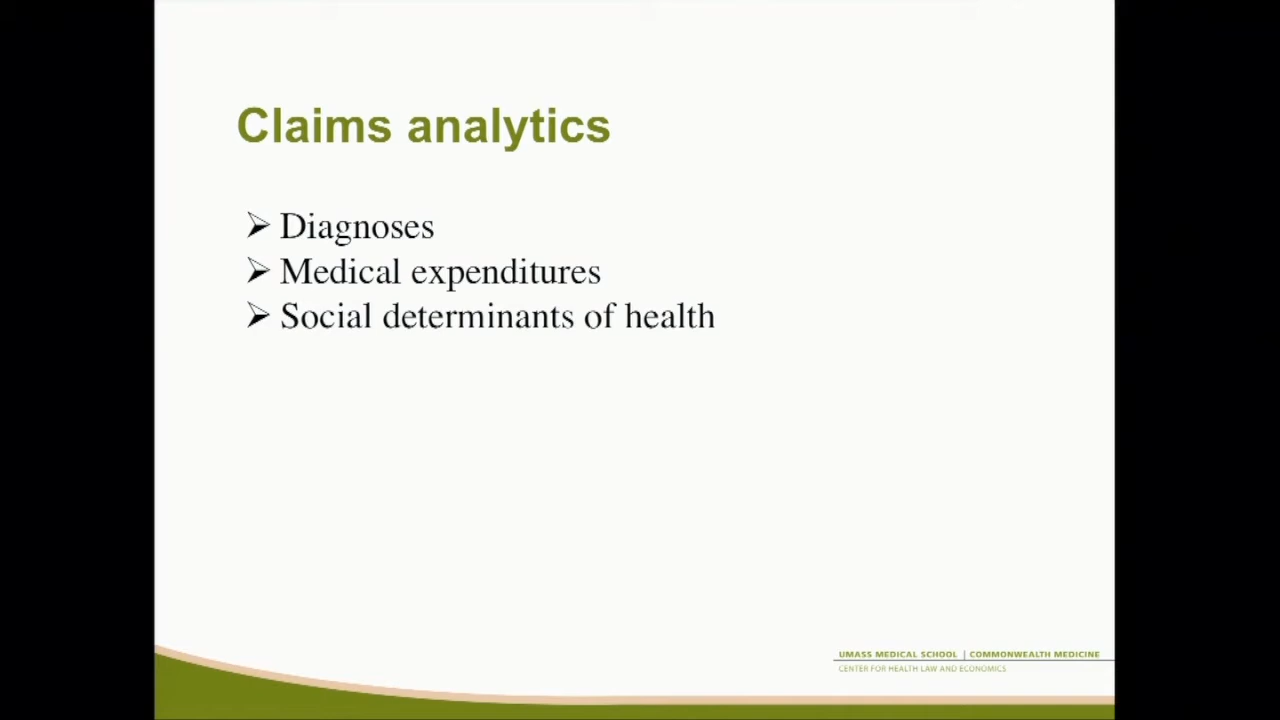 Claims analytics
➢ Diagnoses
➢ Medical expenditures
➢ Social determinants of health
UMASS MEDICAL SCHOOL | COMMONWEALTH MEDICINE
CENTER FOR HEALTH LAW AND ECONOMICS